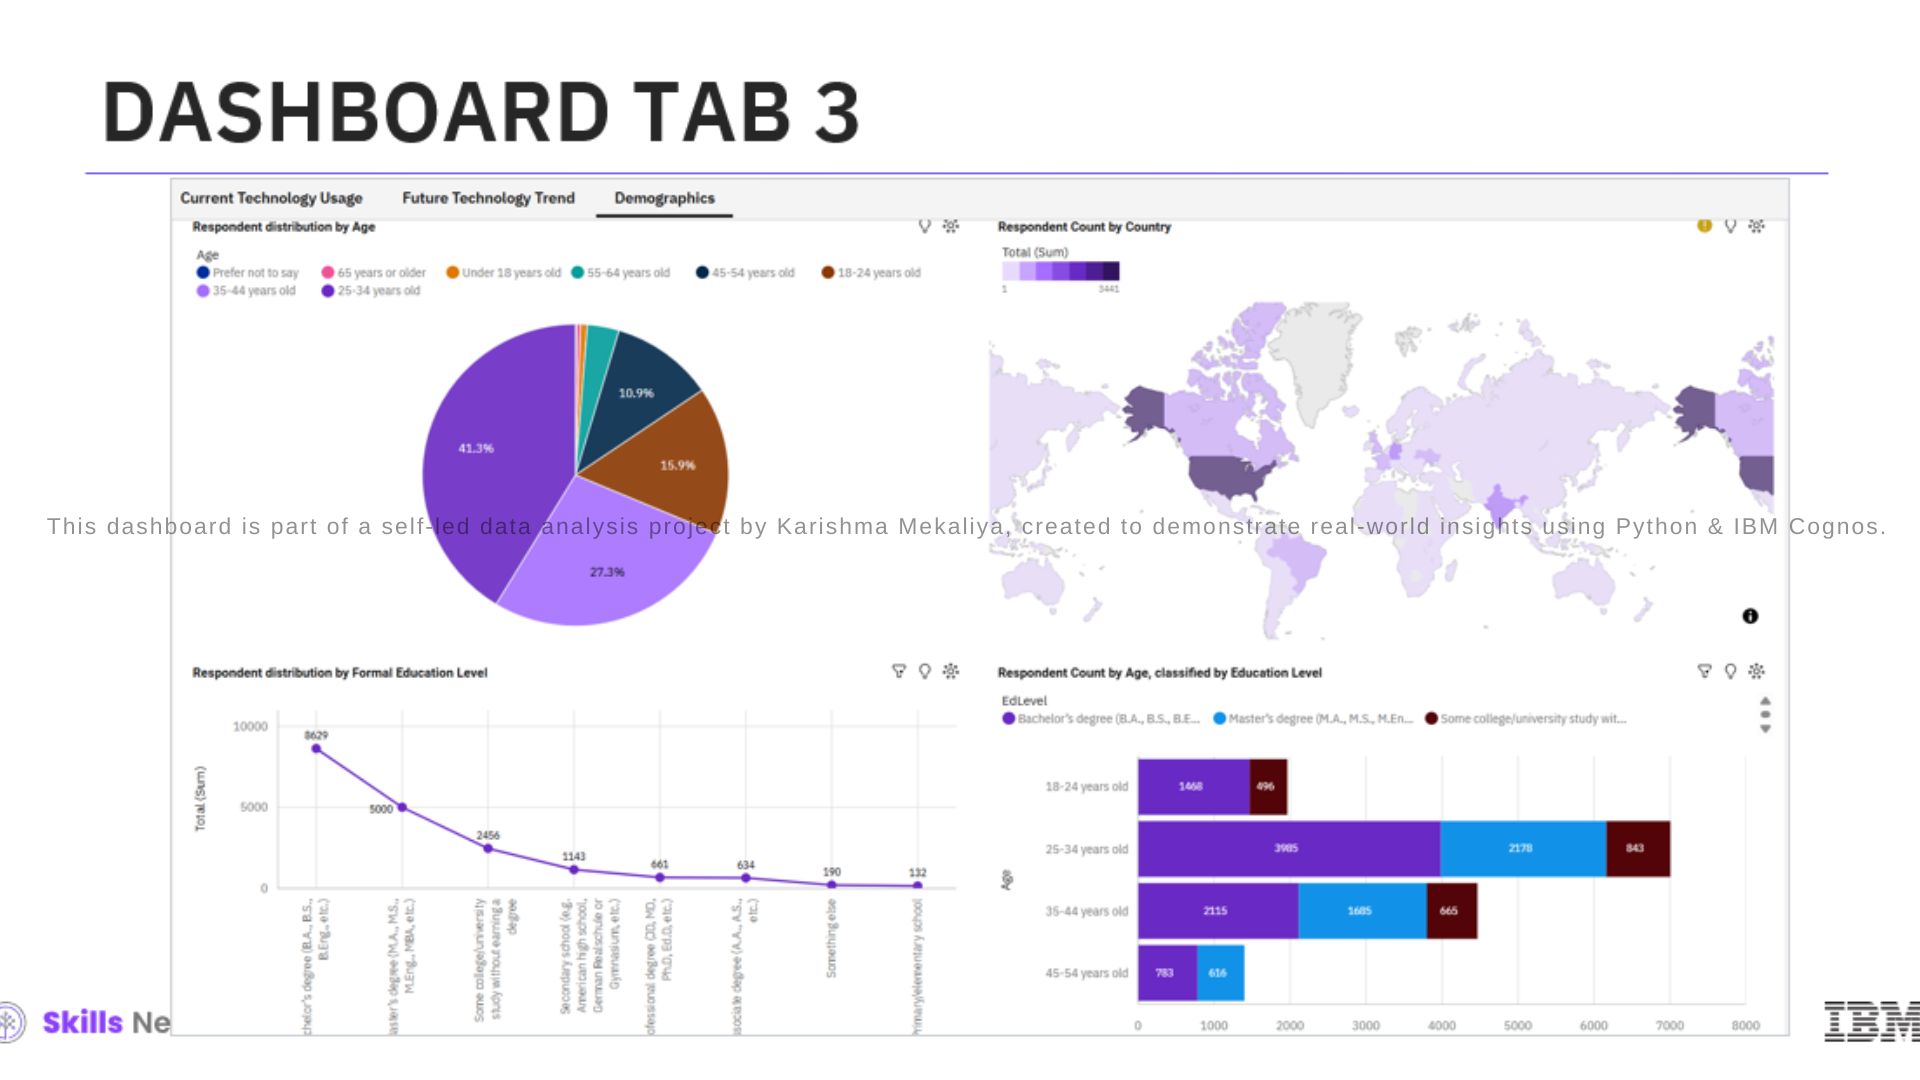 DASHBOARD TAB 3
Current Technology Usage Future Technology Trend Demographics
Respondent distribution by Age
Age
Prefer not to say 65 years or older Under 18 years old 55-64 years old 45-54 years old 18-24 years old
35-44 years old 25-34 years old
10.9%
41.3%
15.9%
27.3%
Respondent Count by Country
Total (Sum)
1 3441
This dashboard is part of a self-led data analysis project by Karishma Mekaliya, created to demonstrate real-world insights using Python & IBM Cognos.
Respondent distribution by Formal Education Level
Total (Sum)
10000
5000
0
8629
5000
2456
1143
661
634
190
132
chelor's degree (B.A., B.S.,
B.Eng., etc.)
aster's degree (M.A., M.S.,
M.Eng., MBA, etc.)
Some college/university
study without earning a
degree
Secondary school (e.g.
American high school,
German Realschule or
Gymnasium, etc.)
ofessional degree (JD, MD,
Ph.D, Ed.D, etc.)
sociate degree (A.A., A.S.,
etc.)
Something else
Primary/elementary school
Respondent Count by Age, classified by Education Level
EdLevel
Bachelor's degree (B.A., B.S., B.E... Master's degree (M.A., M.S., M.En... Some college/university study wit...
Age
18-24 years old 1468 496
25-34 years old 3985 2178 843
35-44 years old 2115 1685 665
45-54 years old 783 616
0 1000 2000 3000 4000 5000 6000 7000 8000
Skills Ne
IBM